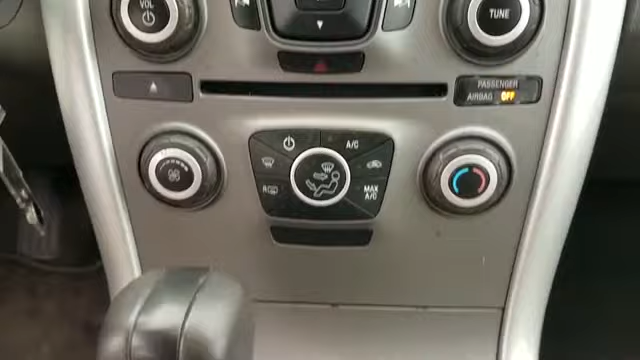 VOL
TUNE
PASSENGER
AIRBAG OFF
A/C
R
MAX
A/C